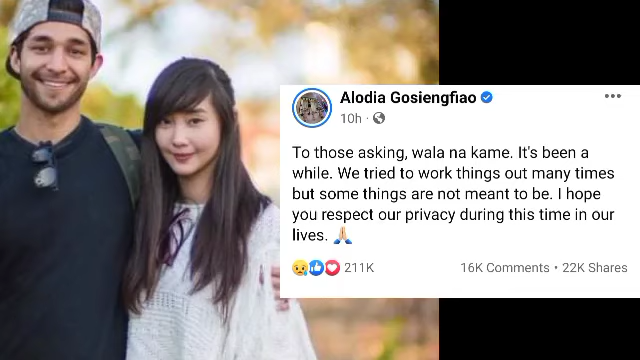 Alodia Gosiengfiao
10h ·
To those asking, wala na kame. It's been a
while. We tried to work things out many times
but some things are not meant to be. I hope
you respect our privacy during this time in our
lives. 🙏🏻
211K 16K Comments • 22K Shares